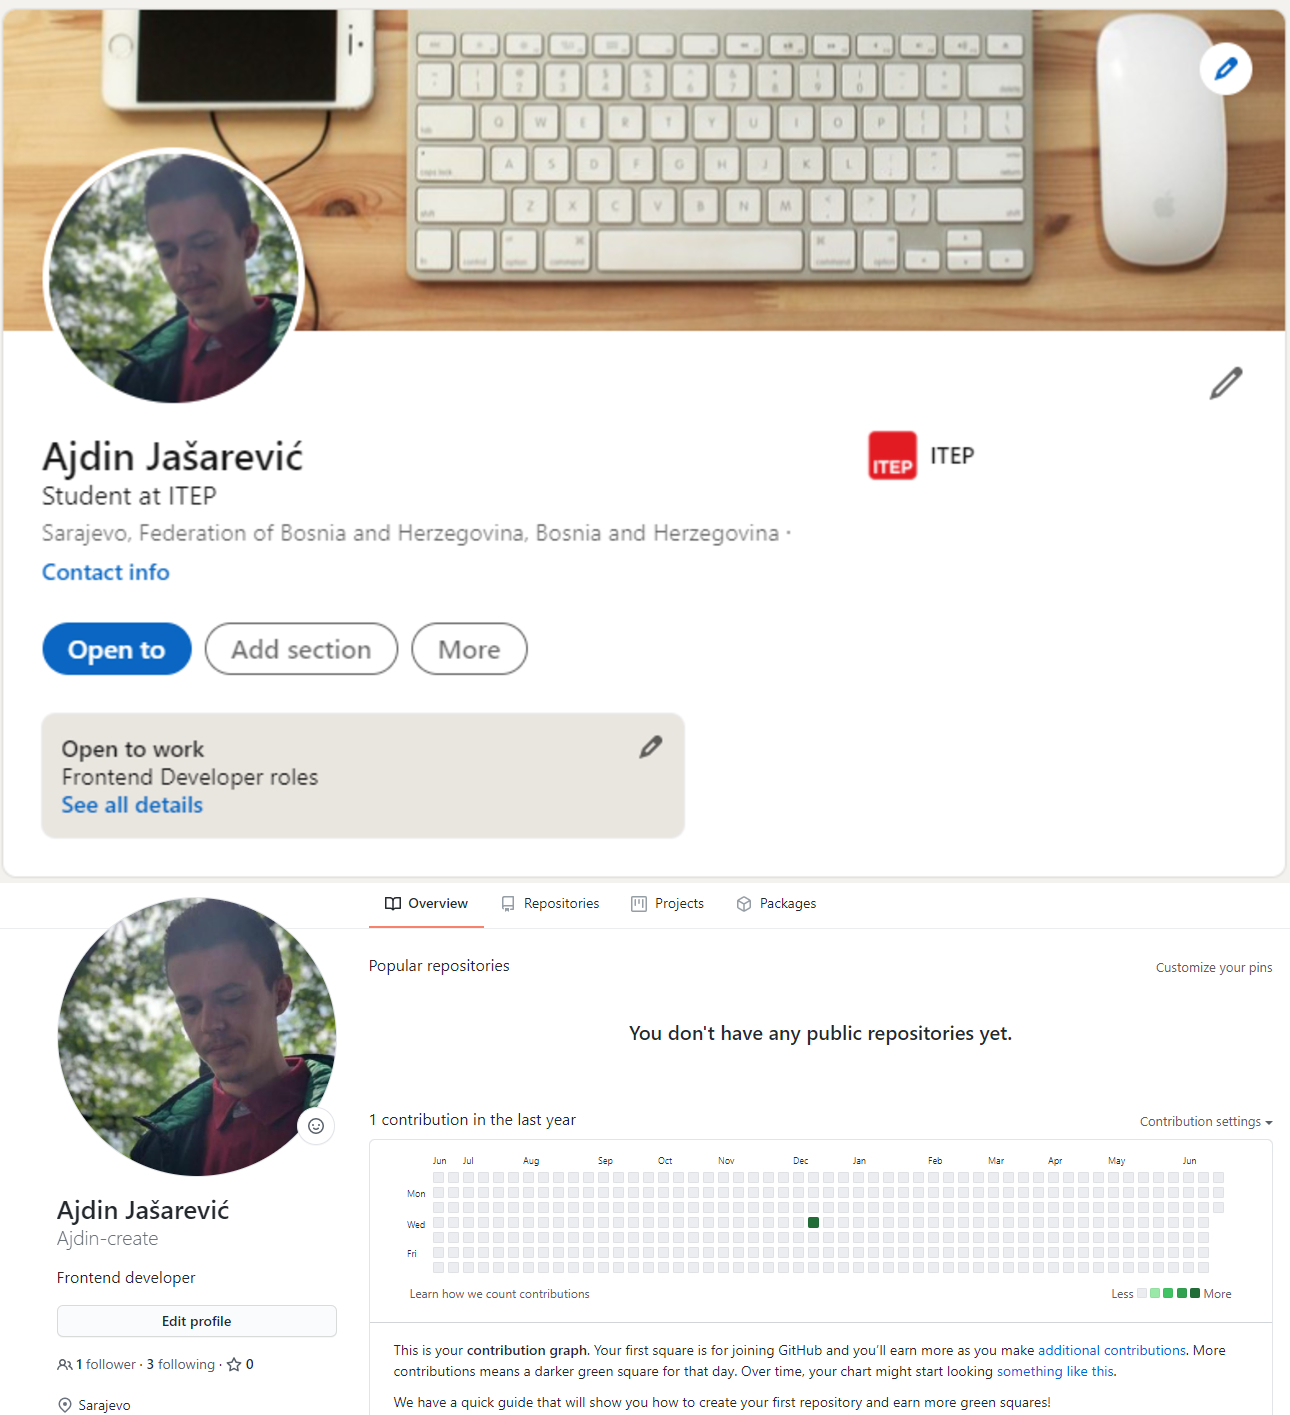 Ajdin Jašarević
Student at ITEP
Sarajevo, Federation of Bosnia and Herzegovina, Bosnia and Herzegovina ·
Contact info
ITEP
ITEP
Open to
Add section
More
Open to work
Frontend Developer roles
See all details
Overview
Repositories
Projects
Packages
Popular repositories
Customize your pins
You don't have any public repositories yet.
1 contribution in the last year
Contribution settings
Jun Jul Aug Sep Oct Nov Dec Jan Feb Mar Apr May Jun
Mon
Wed
Fri
Learn how we count contributions
Less
More
This is your contribution graph. Your first square is for joining GitHub and you'll earn more as you make additional contributions. More
contributions means a darker green square for that day. Over time, your chart might start looking something like this.
We have a quick guide that will show you how to create your first repository and earn more green squares!
Ajdin Jašarević
Ajdin-create
Frontend developer
Edit profile
1 follower · 3 following · 0
Sarajevo